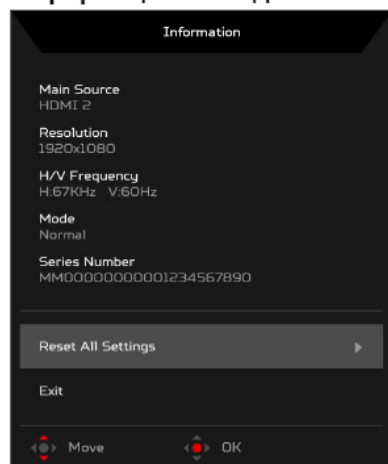 Information
Main Source
HDMI 2
Resolution
1920x1080
H/V Frequency
H:67KHz V:60Hz
Mode
Normal
Series Number
MM00000000001234567890
Reset All Settings
Exit
Move OK